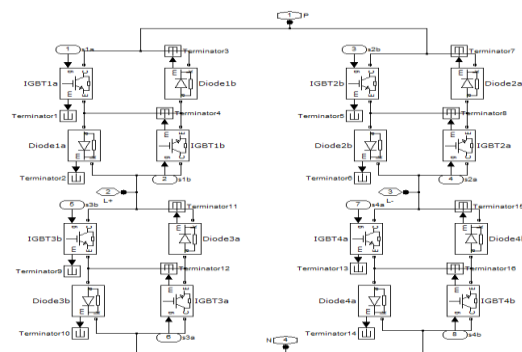 1 P
1 s1a
Terminator3
3 s2b
Terminator7
IGBT1a
Diode1b
IGBT2b
Diode2a
Terminator1
Terminator4
Terminator5
Terminator8
Diode1a
IGBT1b
Diode2b
IGBT2a
Terminator2
2 s1b
Terminator6
4 s2a
L+ 2
L- 3
5 s3b
Terminator11
7 s4a
Terminator15
IGBT3b
Diode3a
IGBT4a
Terminator9
Terminator12
Terminator13
Terminator16
Diode3b
IGBT3a
Diode4a
IGBT4b
Terminator10
6 s3a
Terminator14
8 s4b
N 4